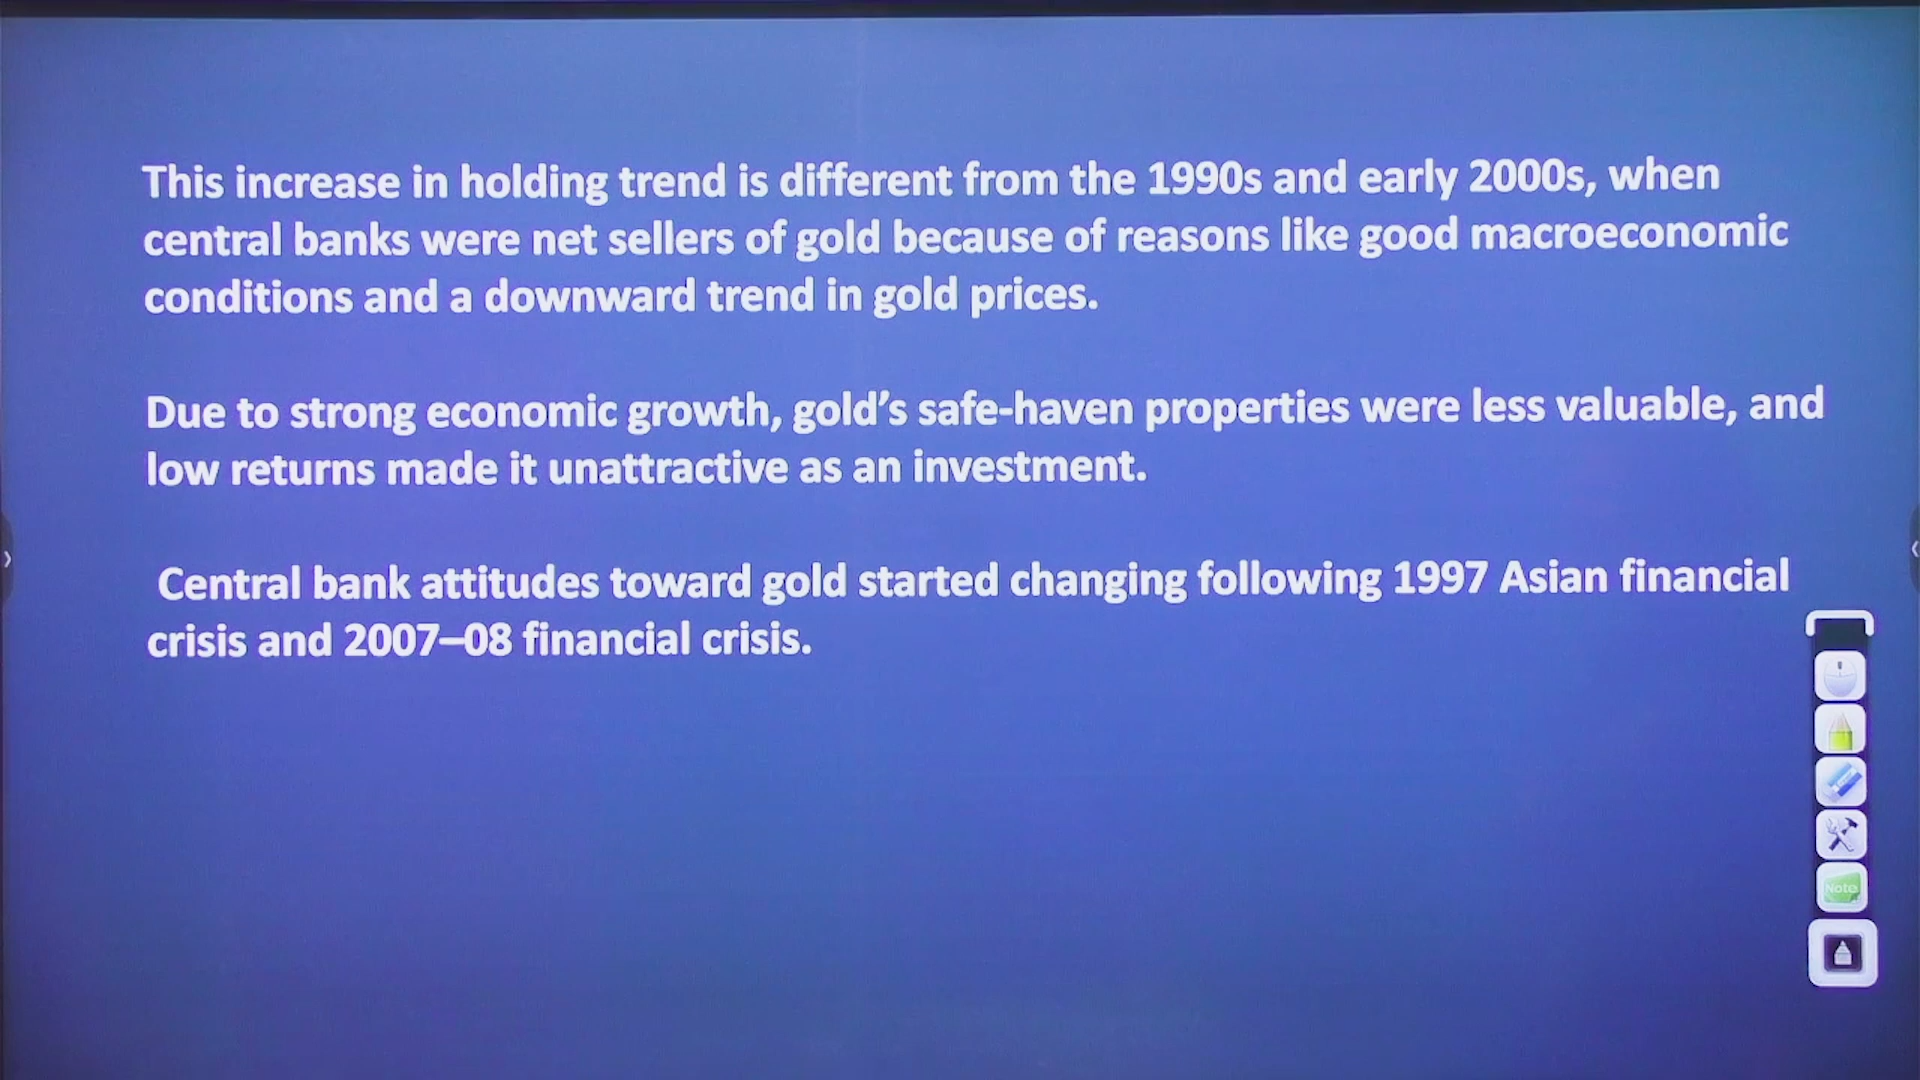 This increase in holding trend is different from the 1990s and early 2000s, when
central banks were net sellers of gold because of reasons like good macroeconomic
conditions and a downward trend in gold prices.
Due to strong economic growth, gold's safe-haven properties were less valuable, and
low returns made it unattractive as an investment.
Central bank attitudes toward gold started changing following 1997 Asian financial
crisis and 2007–08 financial crisis.
Note